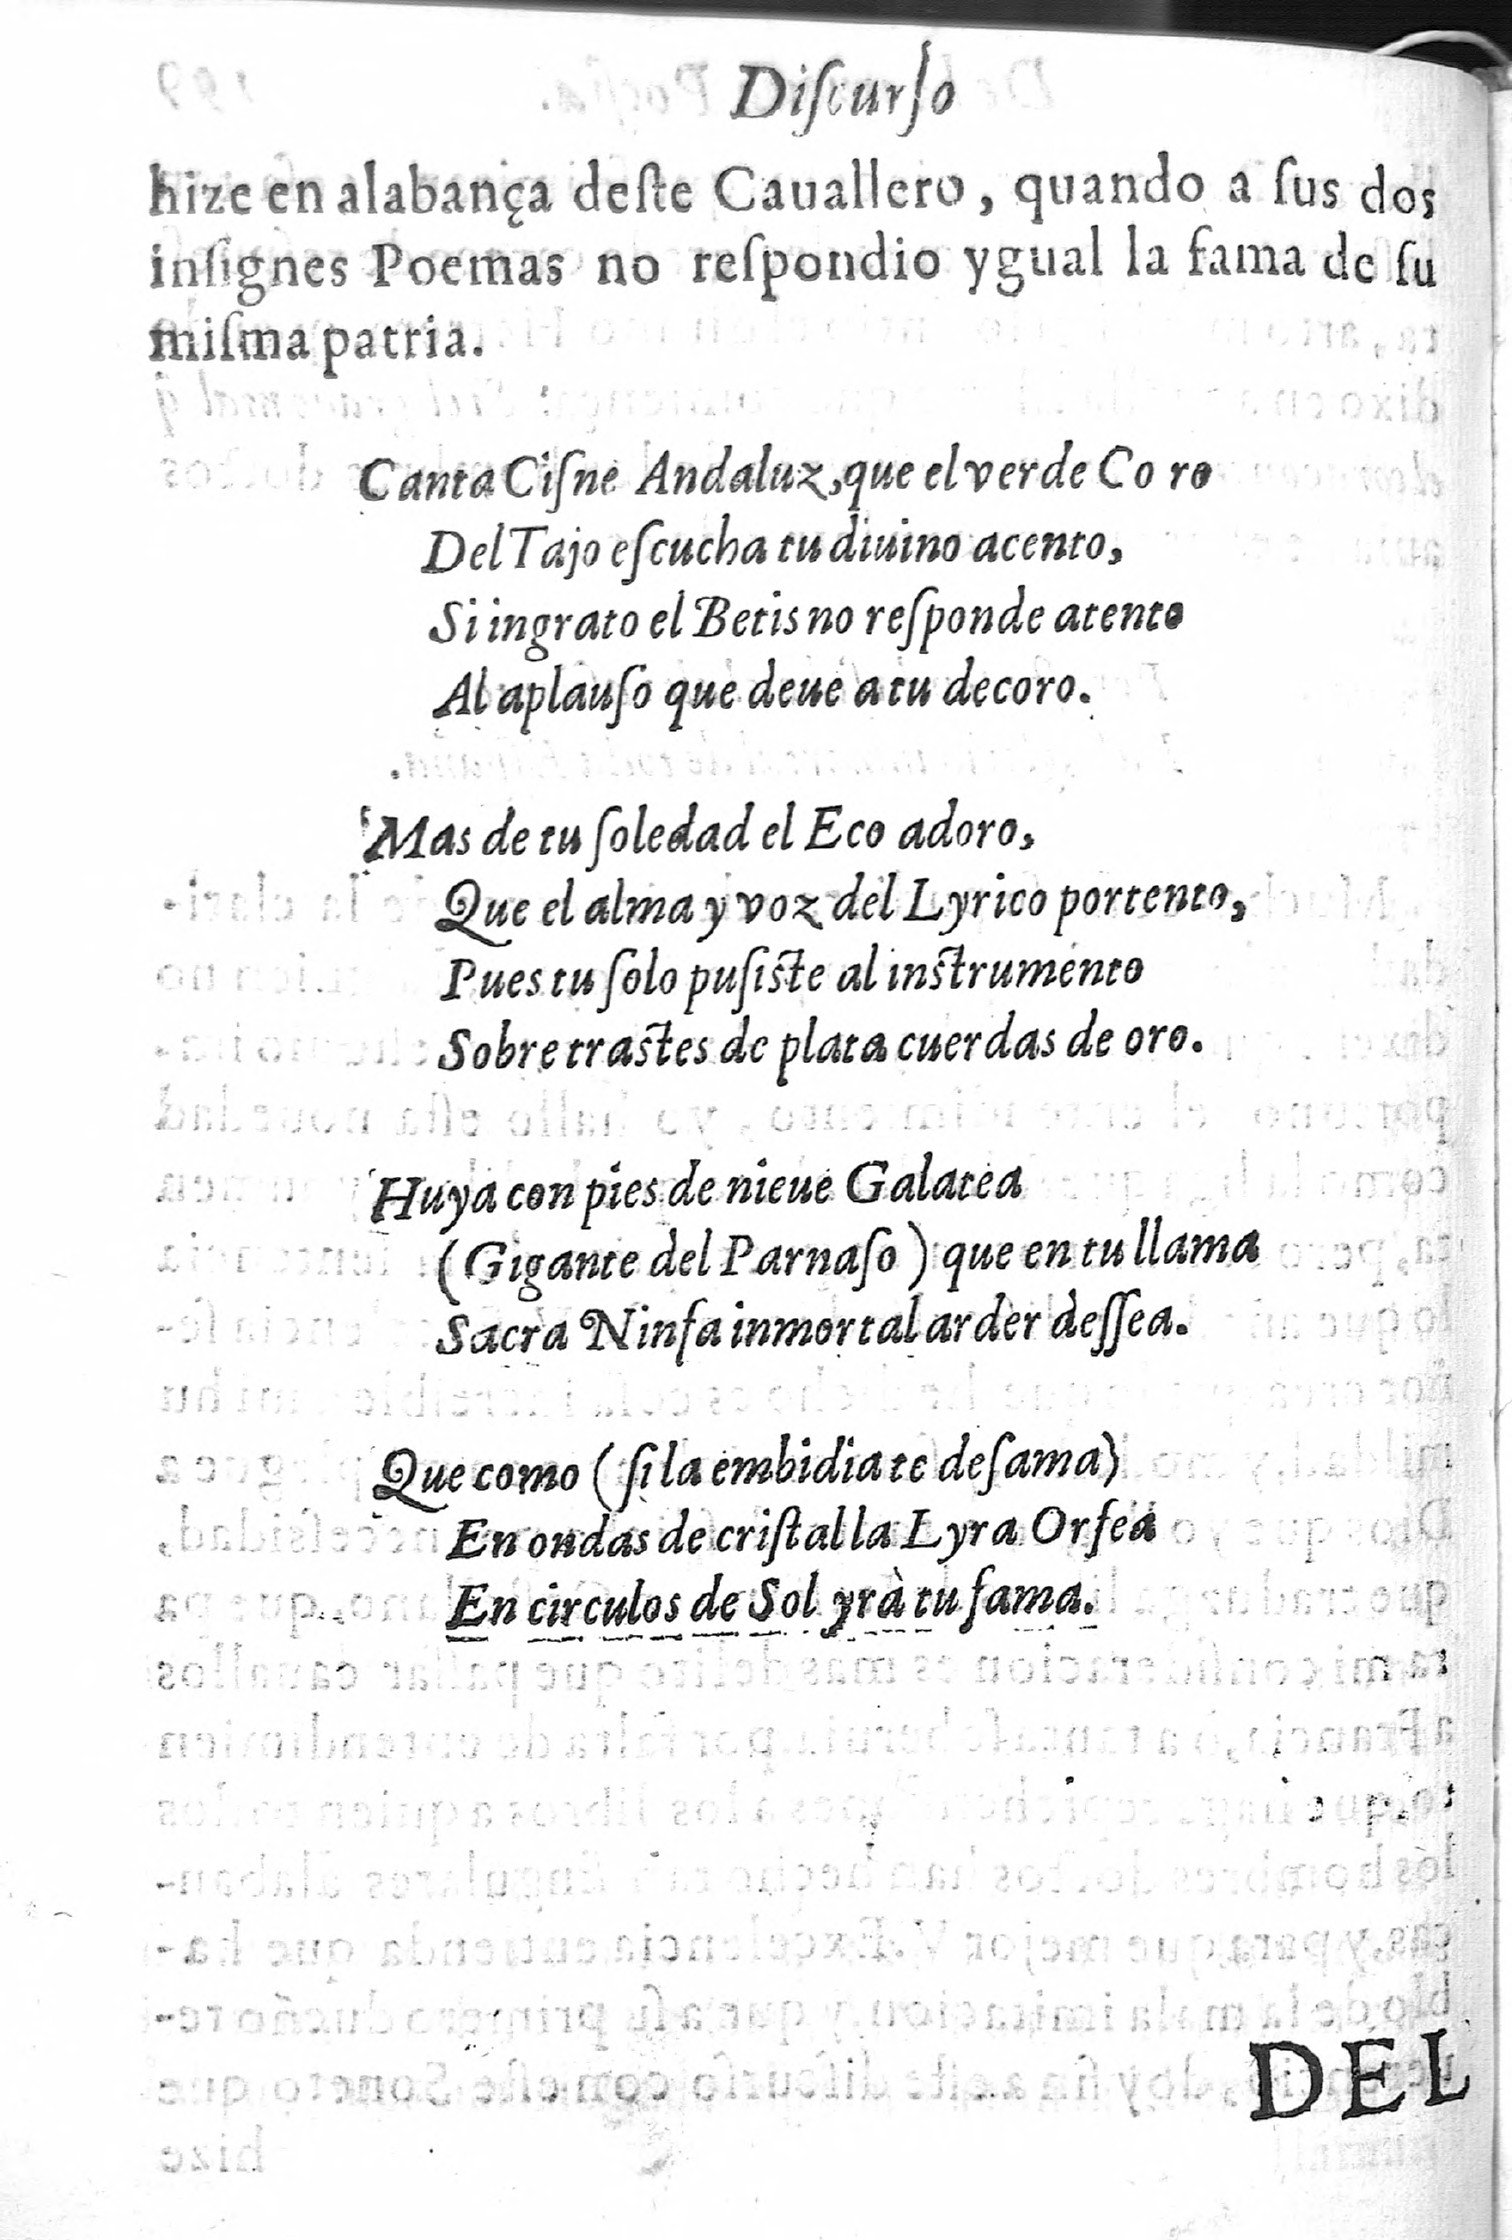 Diſcurſo
hize en alabança deſte Cauallero, quando a ſus dos
inſignes Poemas no reſpondio ygual la fama de ſu
miſma patria.
Canta Ciſne Andaluz, que el verde Coro
Del Tajo eſcucha tu diuino acento,
Si ingrato el Betis no reſponde atento
Al aplauſo que deue a tu decoro.
Mas de tu ſoledad el Eco adoro,
Que el alma y voz del Lyrico portento,
Pues tu ſolo puſiſte al inſtrumento
Sobre traſtes de plata cuerdas de oro.
Huya con pies de nieue Galatea
(Gigante del Parnaſo) que en tu llama
Sacra Ninfa inmortal arder deſſea.
Que como (ſi la embidia te deſama)
En ondas de criſtal la Lyra Orfea
En circulos de Sol yrà tu fama.
DEL